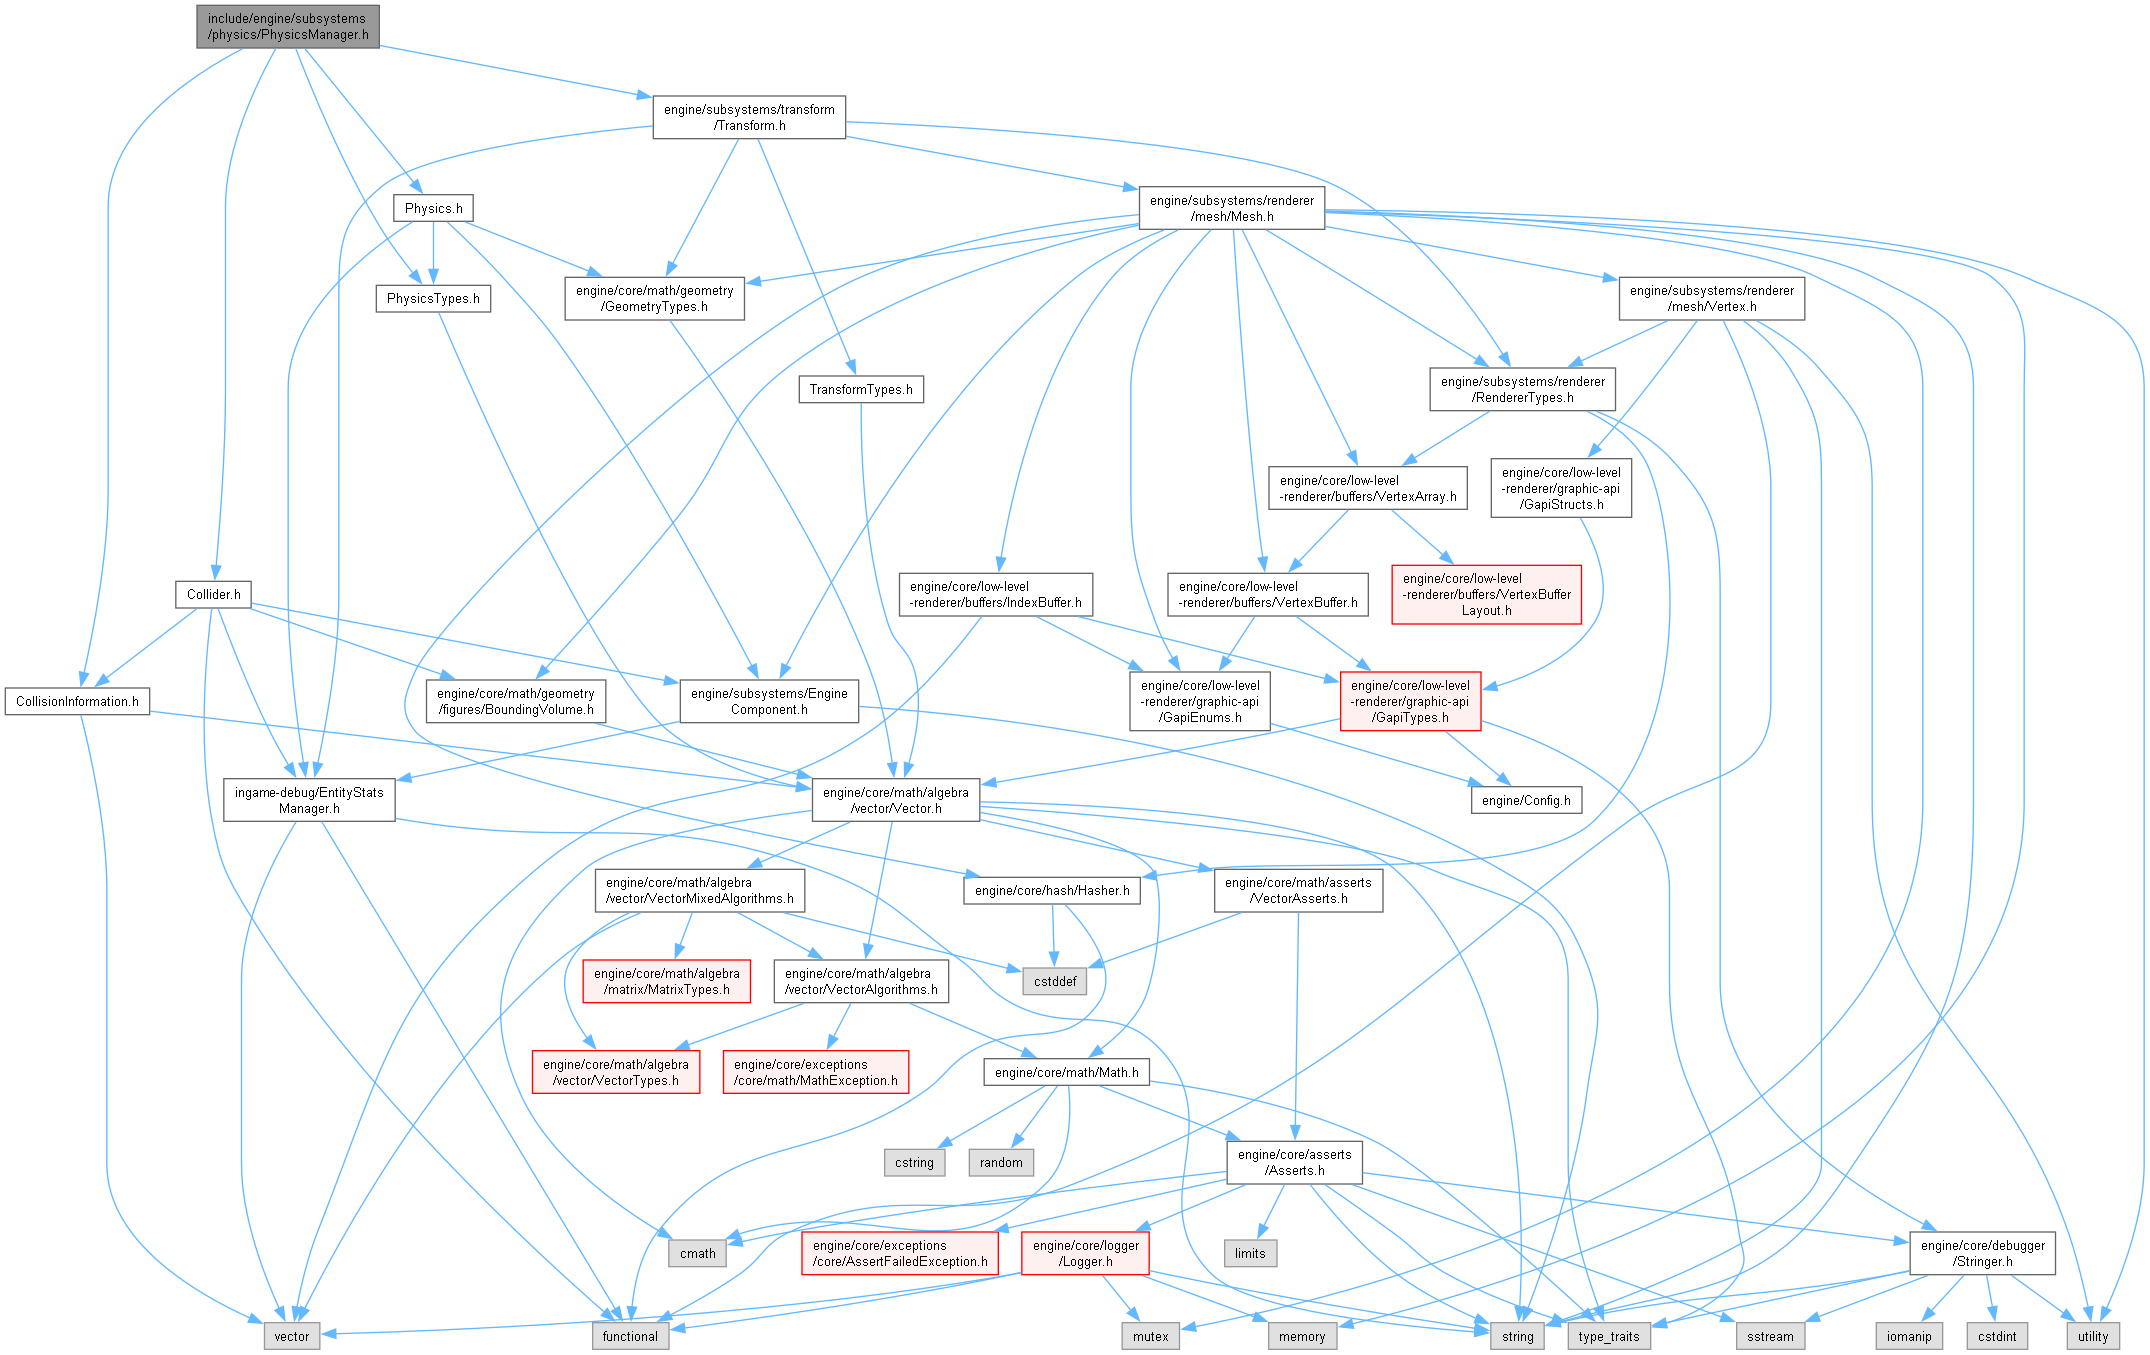 include/engine/subsystems
/physics/PhysicsManager.h
engine/subsystems/transform
/Transform.h
Physics.h
engine/subsystems/renderer
/mesh/Mesh.h
PhysicsTypes.h
engine/core/math/geometry
/GeometryTypes.h
engine/subsystems/renderer
/mesh/Vertex.h
TransformTypes.h
engine/subsystems/renderer
/RendererTypes.h
engine/core/low-level
-renderer/buffers/VertexArray.h
engine/core/low-level
-renderer/graphic-api
/GapiStructs.h
Collider.h
engine/core/low-level
-renderer/buffers/IndexBuffer.h
engine/core/low-level
-renderer/buffers/VertexBuffer.h
engine/core/low-level
-renderer/buffers/VertexBuffer
Layout.h
CollisionInformation.h
engine/core/math/geometry
/figures/BoundingVolume.h
engine/subsystems/Engine
Component.h
engine/core/low-level
-renderer/graphic-api
/GapiEnums.h
engine/core/low-level
-renderer/graphic-api
/GapiTypes.h
ingame-debug/EntityStats
Manager.h
engine/core/math/algebra
/vector/Vector.h
engine/Config.h
engine/core/math/algebra
/vector/VectorMixedAlgorithms.h
engine/core/hash/Hasher.h
engine/core/math/asserts
/VectorAsserts.h
engine/core/math/algebra
/matrix/MatrixTypes.h
engine/core/math/algebra
/vector/VectorAlgorithms.h
cstddef
engine/core/math/algebra
/vector/VectorTypes.h
engine/core/exceptions
/core/math/MathException.h
engine/core/math/Math.h
cstring
random
engine/core/asserts
/Asserts.h
cmath
engine/core/exceptions
/core/AssertFailedException.h
engine/core/logger
/Logger.h
limits
engine/core/debugger
/Stringer.h
vector
functional
mutex
memory
string
type_traits
sstream
iomanip
cstdint
utility